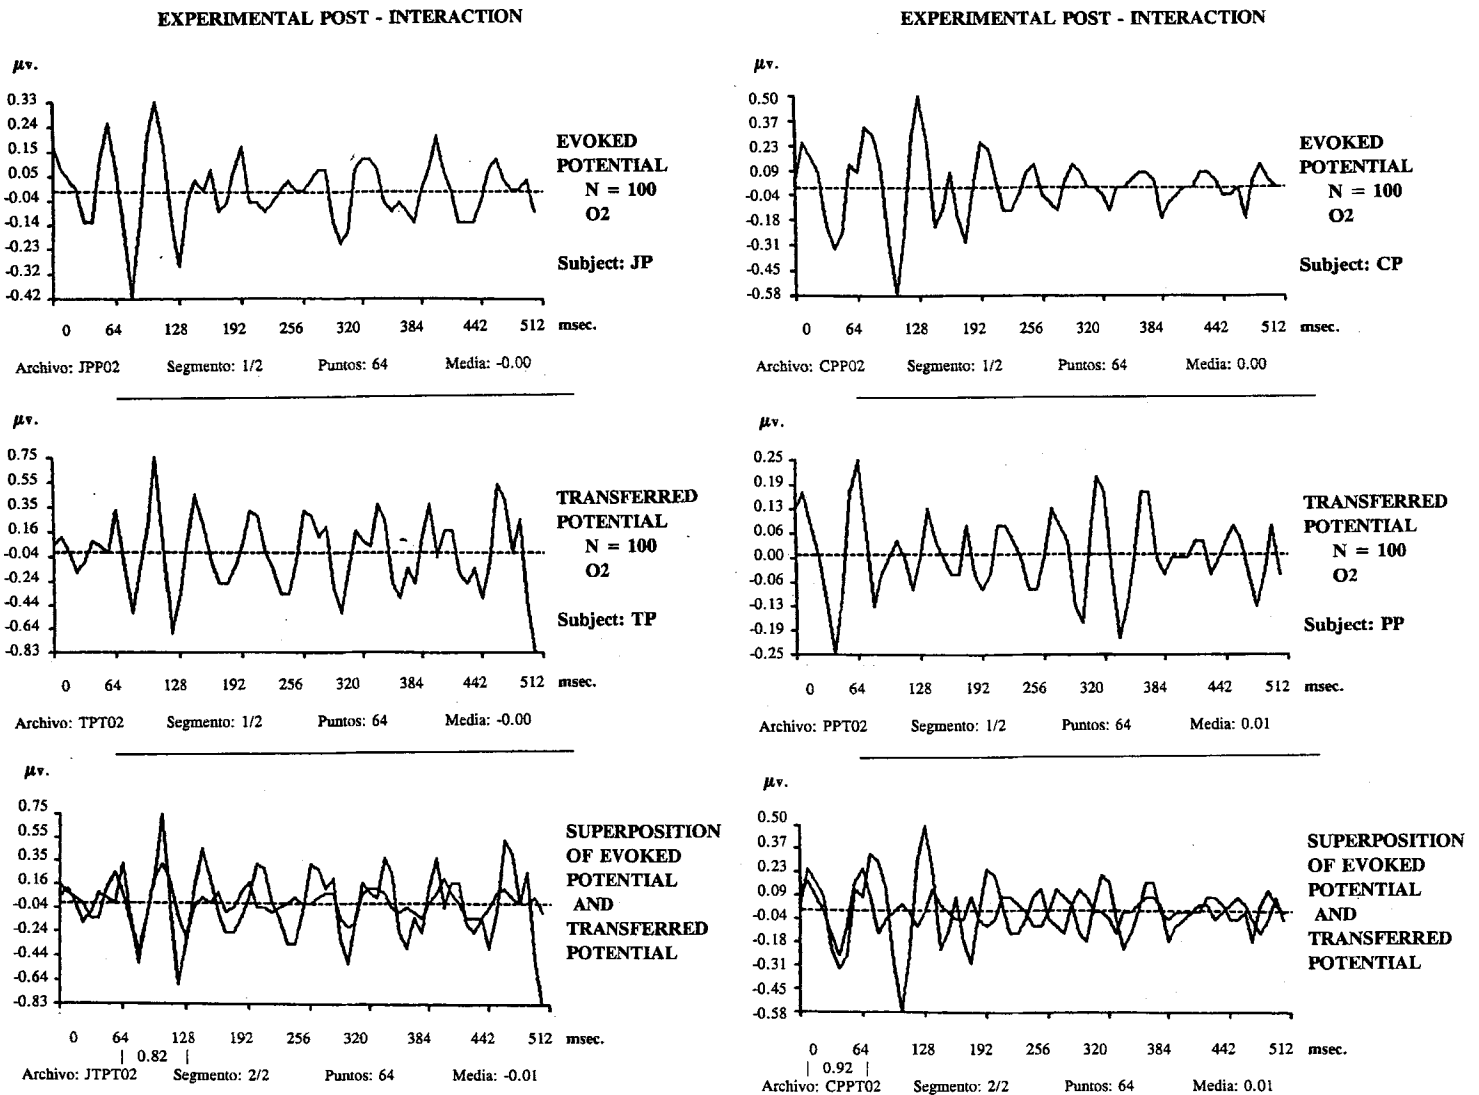 EXPERIMENTAL POST - INTERACTION
μv.
0.33
0.24
0.15
0.05
-0.04
-0.14
-0.23
-0.32
-0.42
EVOKED
POTENTIAL
N = 100
O2
Subject: JP
0 64 128 192 256 320 384 442 512 msec.
Archivo: JPP02 Segmento: 1/2 Puntos: 64 Media: -0.00
μv.
0.75
0.55
0.35
0.16
-0.04
-0.24
-0.44
-0.64
-0.83
TRANSFERRED
POTENTIAL
N = 100
O2
Subject: TP
0 64 128 192 256 320 384 442 512 msec.
Archivo: TPT02 Segmento: 1/2 Puntos: 64 Media: -0.00
μv.
0.75
0.55
0.35
0.16
-0.04
-0.24
-0.44
-0.64
-0.83
SUPERPOSITION
OF EVOKED
POTENTIAL
AND
TRANSFERRED
POTENTIAL
0 64 128 192 256 320 384 442 512 msec.
| 0.82 |
Archivo: JTPT02 Segmento: 2/2 Puntos: 64 Media: -0.01
EXPERIMENTAL POST - INTERACTION
μv.
0.50
0.37
0.23
0.09
-0.04
-0.18
-0.31
-0.45
-0.58
EVOKED
POTENTIAL
N = 100
O2
Subject: CP
0 64 128 192 256 320 384 442 512 msec.
Archivo: CPP02 Segmento: 1/2 Puntos: 64 Media: 0.00
μv.
0.25
0.19
0.13
0.06
0.00
-0.06
-0.13
-0.19
-0.25
TRANSFERRED
POTENTIAL
N = 100
O2
Subject: PP
0 64 128 192 256 320 384 442 512 msec.
Archivo: PPT02 Segmento: 1/2 Puntos: 64 Media: 0.01
μv.
0.50
0.37
0.23
0.09
-0.04
-0.18
-0.31
-0.45
-0.58
SUPERPOSITION
OF EVOKED
POTENTIAL
AND
TRANSFERRED
POTENTIAL
0 64 128 192 256 320 384 442 512 msec.
| 0.92 |
Archivo: CPPT02 Segmento: 2/2 Puntos: 64 Media: 0.01